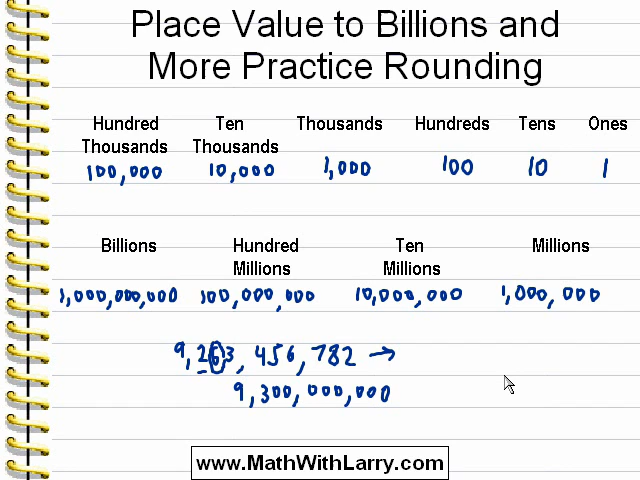 Place Value to Billions and
More Practice Rounding
Hundred Thousands Ten Thousands Thousands Hundreds Tens Ones
100,000 10,000 1,000 100 10 1
Billions Hundred Millions Ten Millions Millions
1,000,000,000 100,000,000 10,000,000 1,000,000
9,263,456,782 →
9,300,000,000
www.MathWithLarry.com